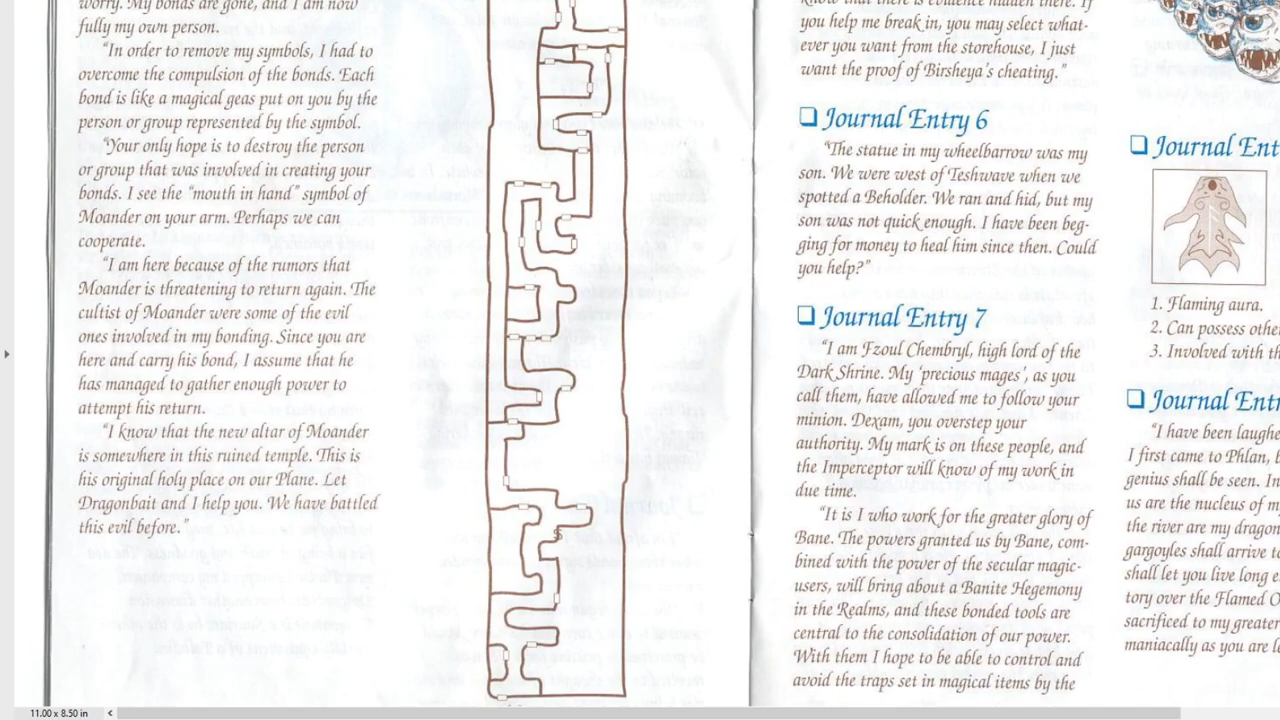 worry. My bonds are gone, and I am now
fully my own person.
"In order to remove my symbols, I had to
overcome the compulsion of the bonds. Each
bond is like a magical geas put on you by the
person or group represented by the symbol.
"Your only hope is to destroy the person
or group that was involved in creating your
bonds. I see the "mouth in hand" symbol of
Moander on your arm. Perhaps we can
cooperate.
"I am here because of the rumors that
Moander is threatening to return again. The
cultist of Moander were some of the evil
ones involved in my bonding. Since you are
here and carry his bond, I assume that he
has managed to gather enough power to
attempt his return.
"I know that the new altar of Moander
is somewhere in this ruined temple. This is
his original holy place on our Plane. Let
Dragonbait and I help you. We have battled
this evil before."
S
know that there is evidence hidden there. If
you help me break in, you may select what-
ever you want from the storehouse, I just
want the proof of Birsheya's cheating."
❏ Journal Entry 6
"The statue in my wheelbarrow was my
son. We were west of Teshwave when we
spotted a Beholder. We ran and hid, but my
son was not quick enough. I have been beg-
ging for money to heal him since then. Could
you help?"
❏ Journal Entry 7
"I am Fzoul Chembryl, high lord of the
Dark Shrine. My 'precious mages', as you
call them, have allowed me to follow your
minion. Dexam, you overstep your
authority. My mark is on these people, and
the Imperceptor will know of my work in
due time.
"It is I who work for the greater glory of
Bane. The powers granted us by Bane, com-
bined with the power of the secular magic-
users, will bring about a Banite Hegemony
in the Realms, and these bonded tools are
central to the consolidation of our power.
With them I hope to be able to control and
avoid the traps set in magical items by the
❏ Journal Ent
1. Flaming aura.
2. Can possess othe
3. Involved with th
❏ Journal Entr
"I have been laughe
I first came to Phlan, b
genius shall be seen. In
us are the nucleus of m
the river are my dragon
gargoyles shall arrive to
shall let you live long e
tory over the Flamed O
sacrificed to my greater
maniacally as you are le
11.00 x 8.50 in